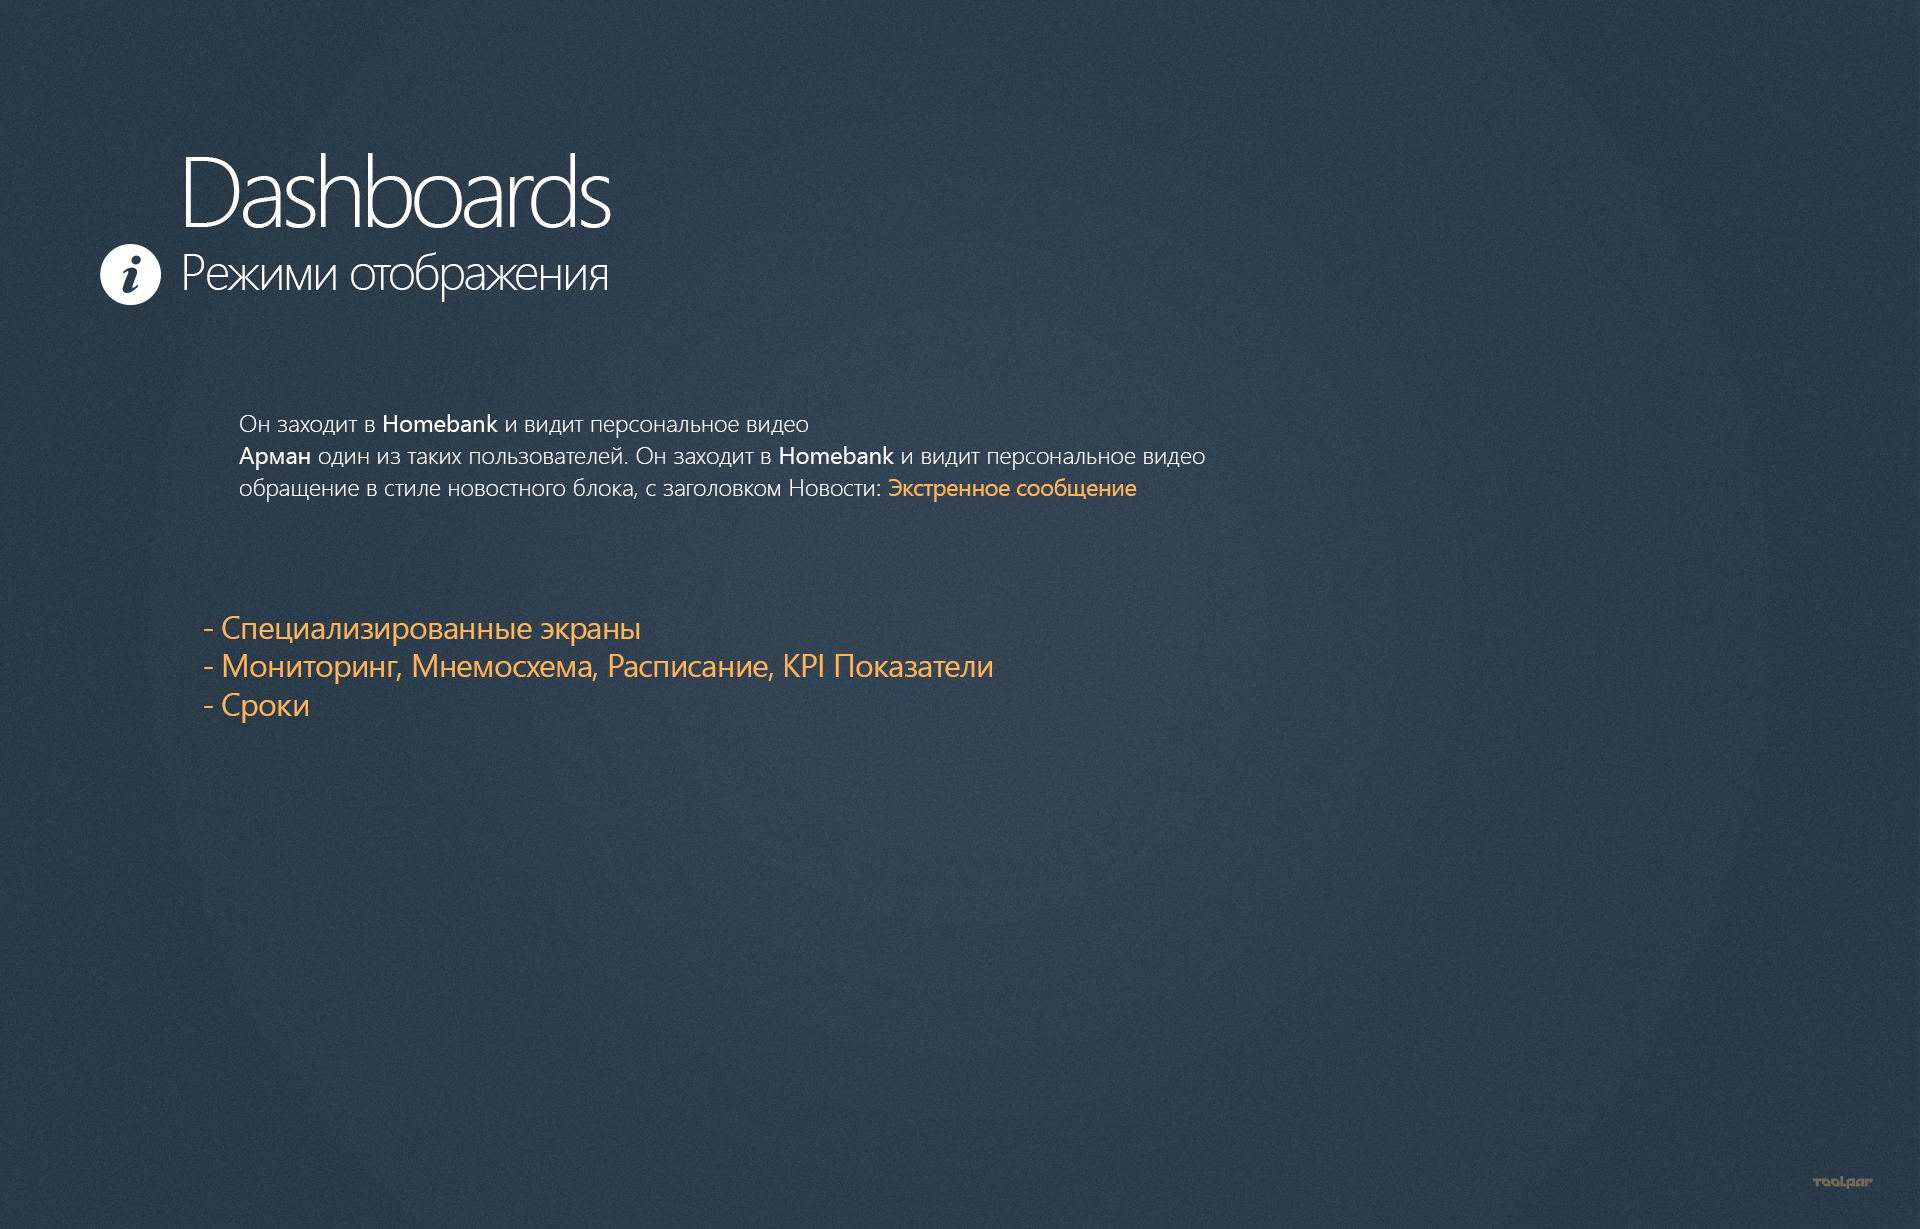 Dashboards
Режими отображения
Он заходит в Homebank и видит персональное видео
Арман один из таких пользователей. Он заходит в Homebank и видит персональное видео
обращение в стиле новостного блока, с заголовком Новости: Экстренное сообщение
- Специализированные экраны
- Мониторинг, Мнемосхема, Расписание, KPI Показатели
- Сроки
Toolpar